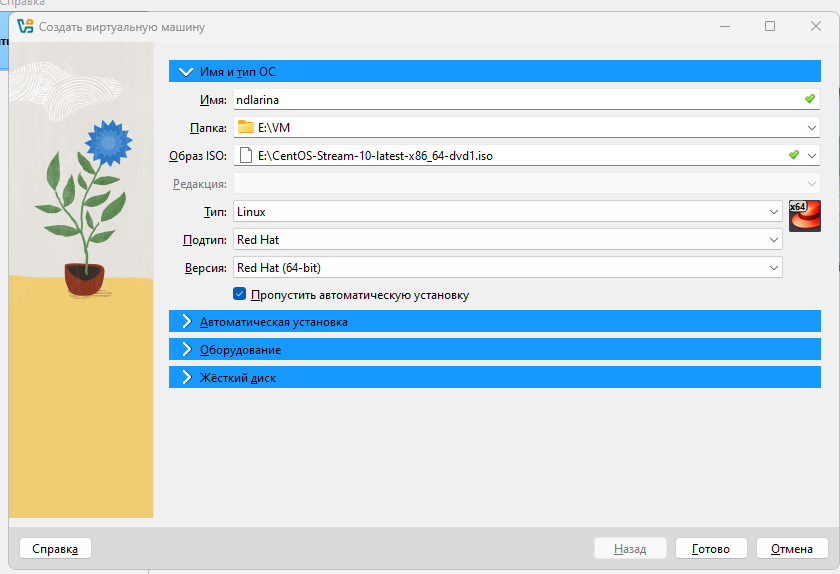 Справка
Создать виртуальную машину
Имя и тип ОС
Имя: ndlarina
Папка: E:\VM
Образ ISO: E:\CentOS-Stream-10-latest-x86_64-dvd1.iso
Редакция:
Тип: Linux
x64
Подтип: Red Hat
Версия: Red Hat (64-bit)
Пропустить автоматическую установку
Автоматическая установка
Оборудование
Жёсткий диск
Справка
Назад
Готово
Отмена